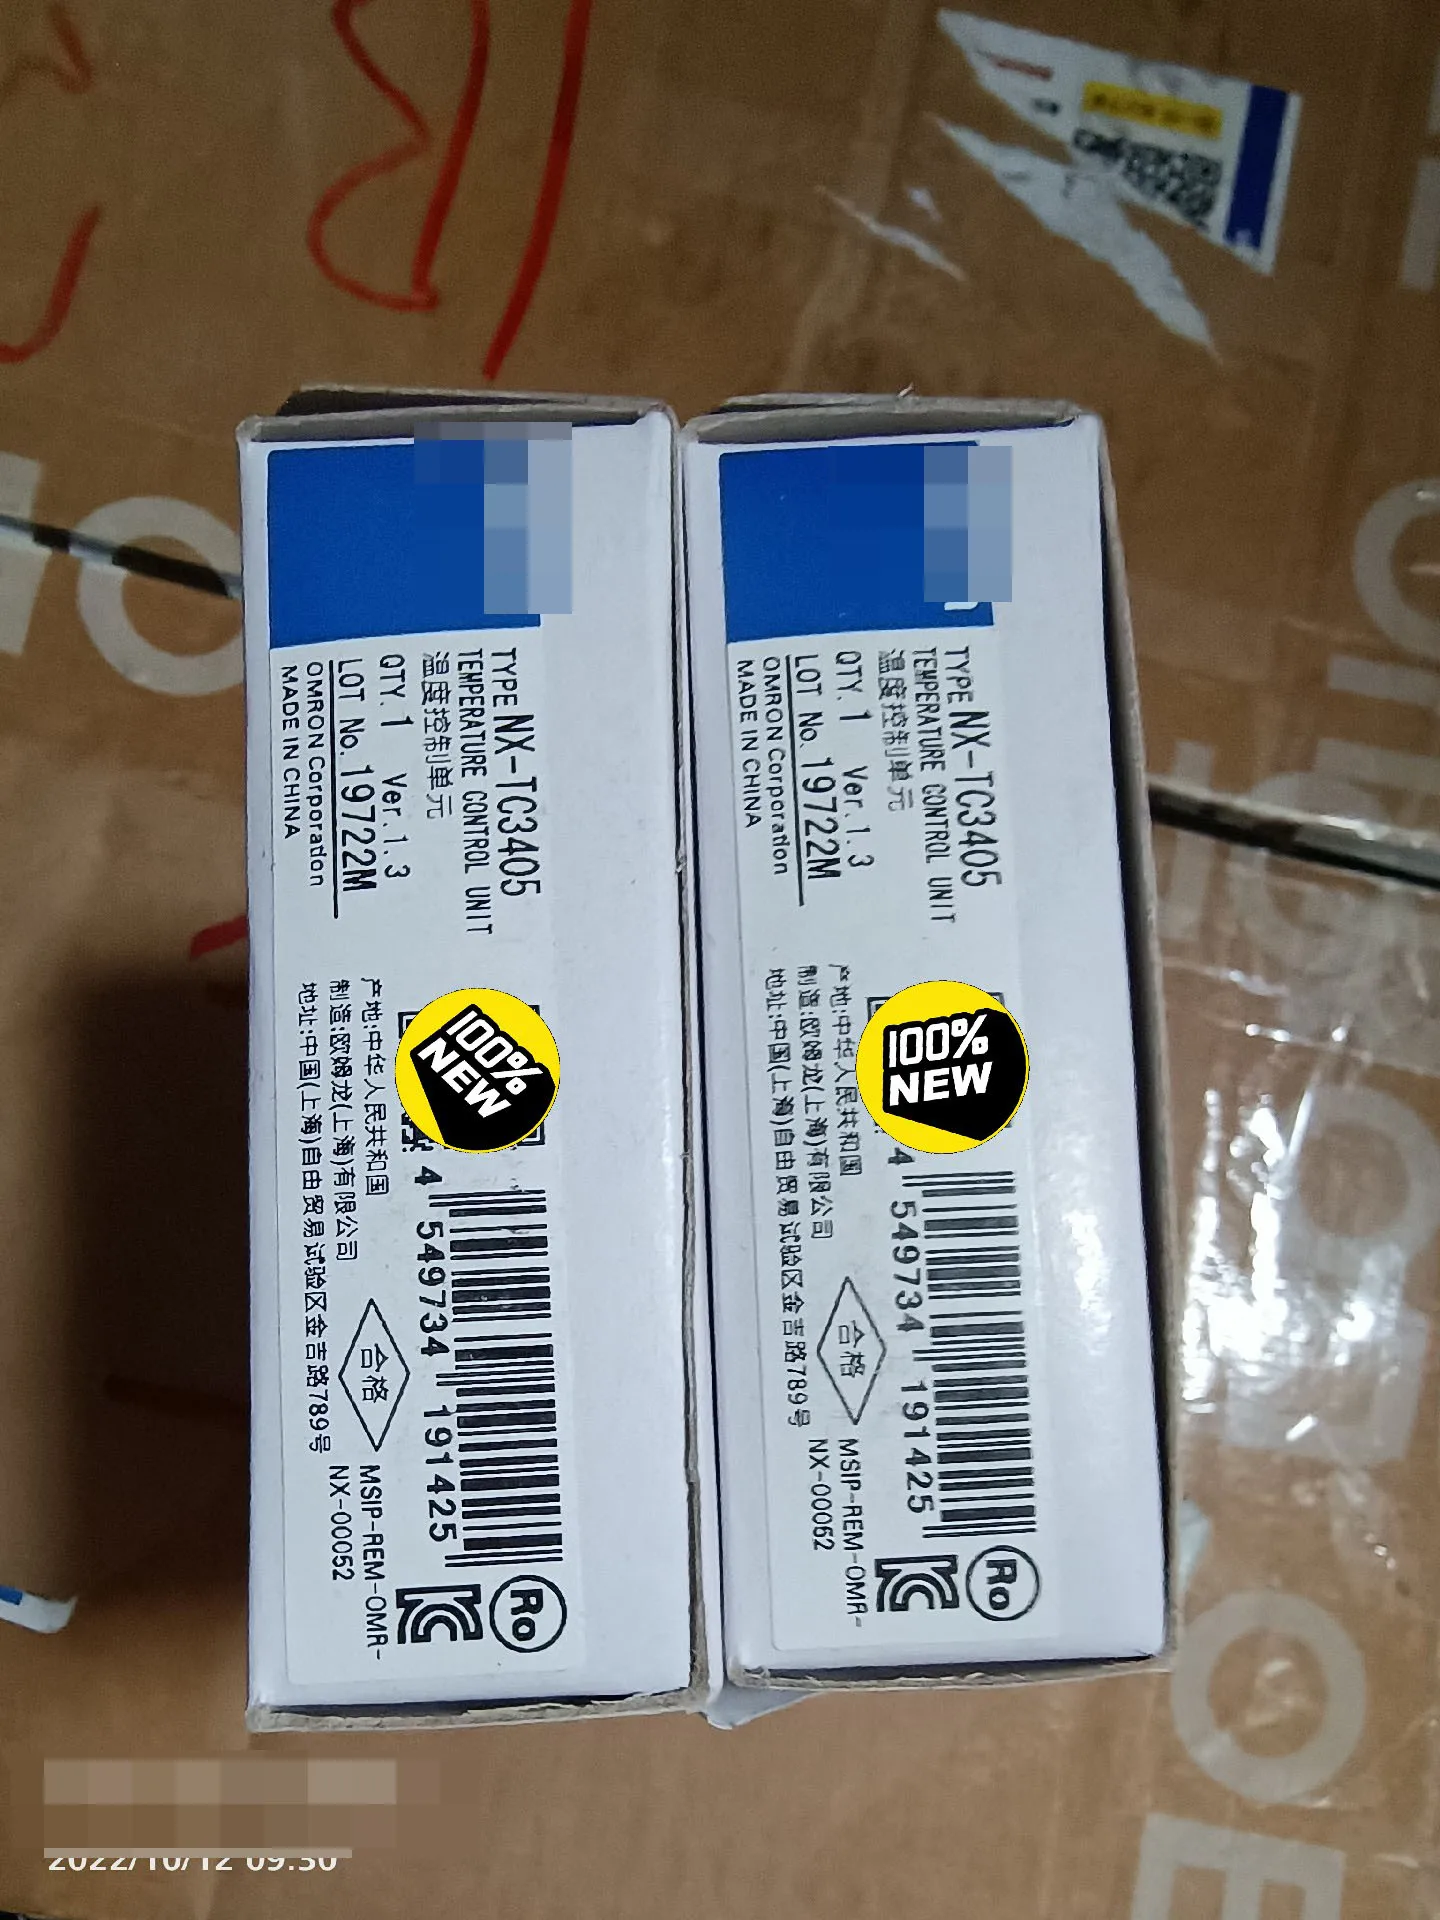 TYPE NX-TC3405
TEMPERATURE CONTROL UNIT
温度控制单元
QTY. 1 Ver.1.3
LOT No. 19722M
OMRON Corporation
MADE IN CHINA
100%
NEW
产地:中华人民共和国
制造:欧姆龙(上海)有限公司
地址:中国(上海)自由贸易试验区金吉路789号
4 549734 191425
合格
MSIP-REM-OMR-
NX-00052
Ro
TYPE NX-TC3405
TEMPERATURE CONTROL UNIT
温度控制单元
QTY. 1 Ver.1.3
LOT No. 19722M
OMRON Corporation
MADE IN CHINA
100%
NEW
产地:中华人民共和国
制造:欧姆龙(上海)有限公司
地址:中国(上海)自由贸易试验区金吉路789号
4 549734 191425
合格
MSIP-REM-OMR-
NX-00052
Ro
2022/10/12 09:30